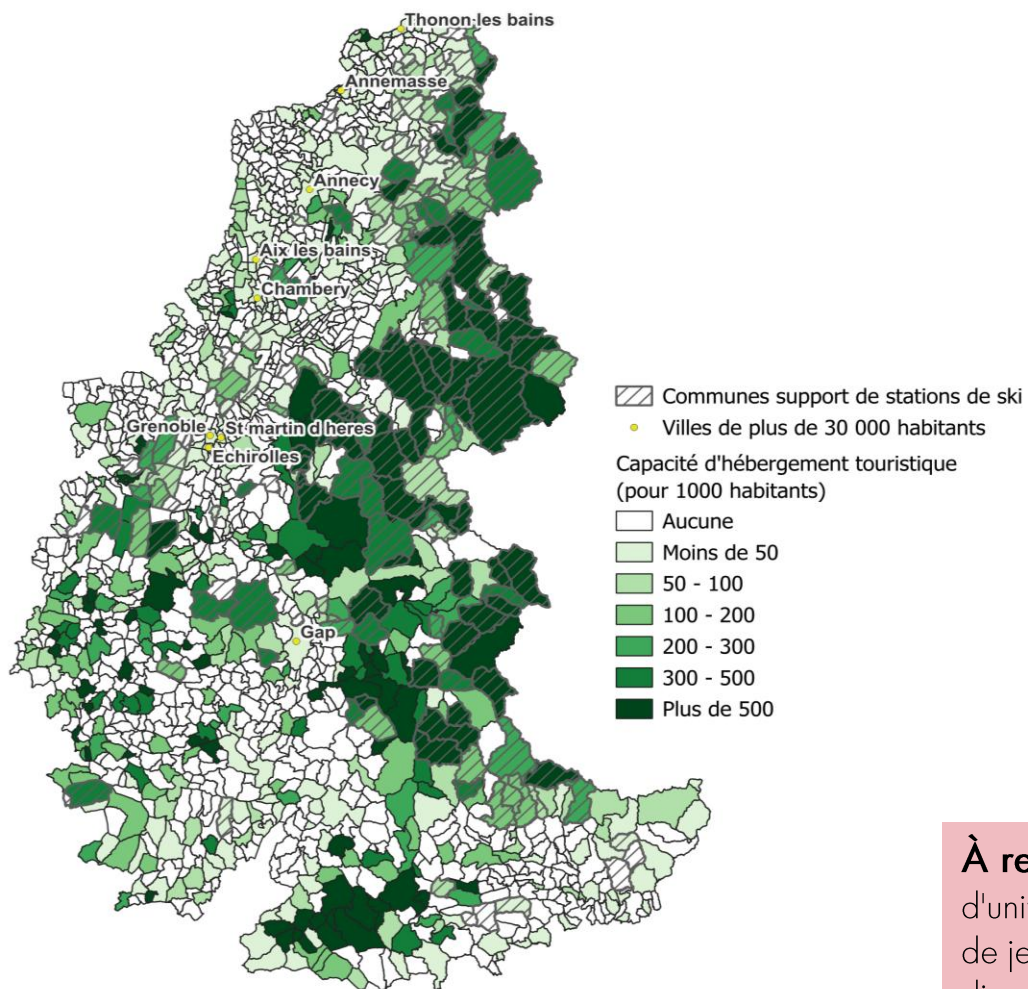 Thonon les bains
Annemasse
Annecy
Aix les bains
Chambery
Grenoble
St martin d heres
Echirolles
Gap
Communes support de stations de ski
Villes de plus de 30 000 habitants
Capacité d'hébergement touristique
(pour 1000 habitants)
Aucune
Moins de 50
50 - 100
100 - 200
200 - 300
300 - 500
Plus de 500
À re
d'uni
de je